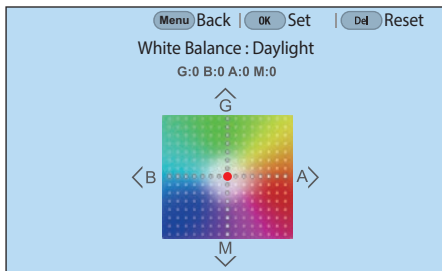 Menu Back | OK Set | Del Reset
White Balance : Daylight
G:0 B:0 A:0 M:0
G
B A
M